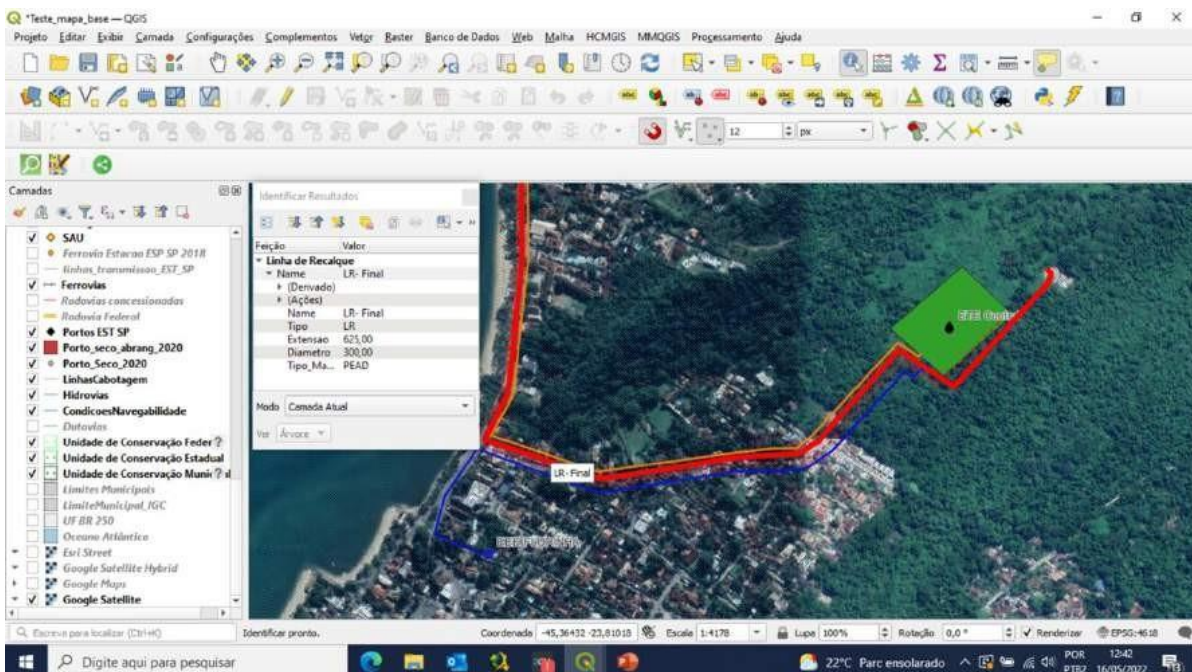 *Teste_mapa_base — QGIS
Projeto Editar Exibir Camada Configurações Complementos Vetor Raster Banco de Dados Web Malha HCMGIS MMQGIS Processamento Ajuda
12 px
Camadas
SAU
Ferrovia Estacao ESP SP 2018
linhas_transmissao_EST_SP
Ferrovias
Rodovias concessionadas
Rodovia Federal
Portos EST SP
Porto_seco_abrang_2020
Porto_Seco_2020
LinhasCabotagem
Hidrovias
CondicoesNavegabilidade
Dutovias
Unidade de Conservação Feder ?
Unidade de Conservação Estadual
Unidade de Conservação Muni ?
Limites Municipais
LimiteMunicipal_IGC
UF BR 250
Oceano Atlântico
Esri Street
Google Satellite Hybrid
Google Maps
Google Satellite
Identificar Resultados
Feição Valor
Linha de Recalque
Name LR- Final
(Derivado)
(Ações)
Name LR- Final
Tipo LR
Extensao 625,00
Diametro 300,00
Tipo_Ma... PEAD
Modo Camada Atual
Ver Árvore
LR- Final
Escreva para localizar (Ctrl+K)
Identificar pronto.
Coordenada -45,36432 -23,81018 Escala 1:4178 Lupa 100% Rotação 0,0 ° Renderizar EPSG:4618
Digite aqui para pesquisar
22°C Parc ensolarado
POR
PTB2
12:42
16/05/2022